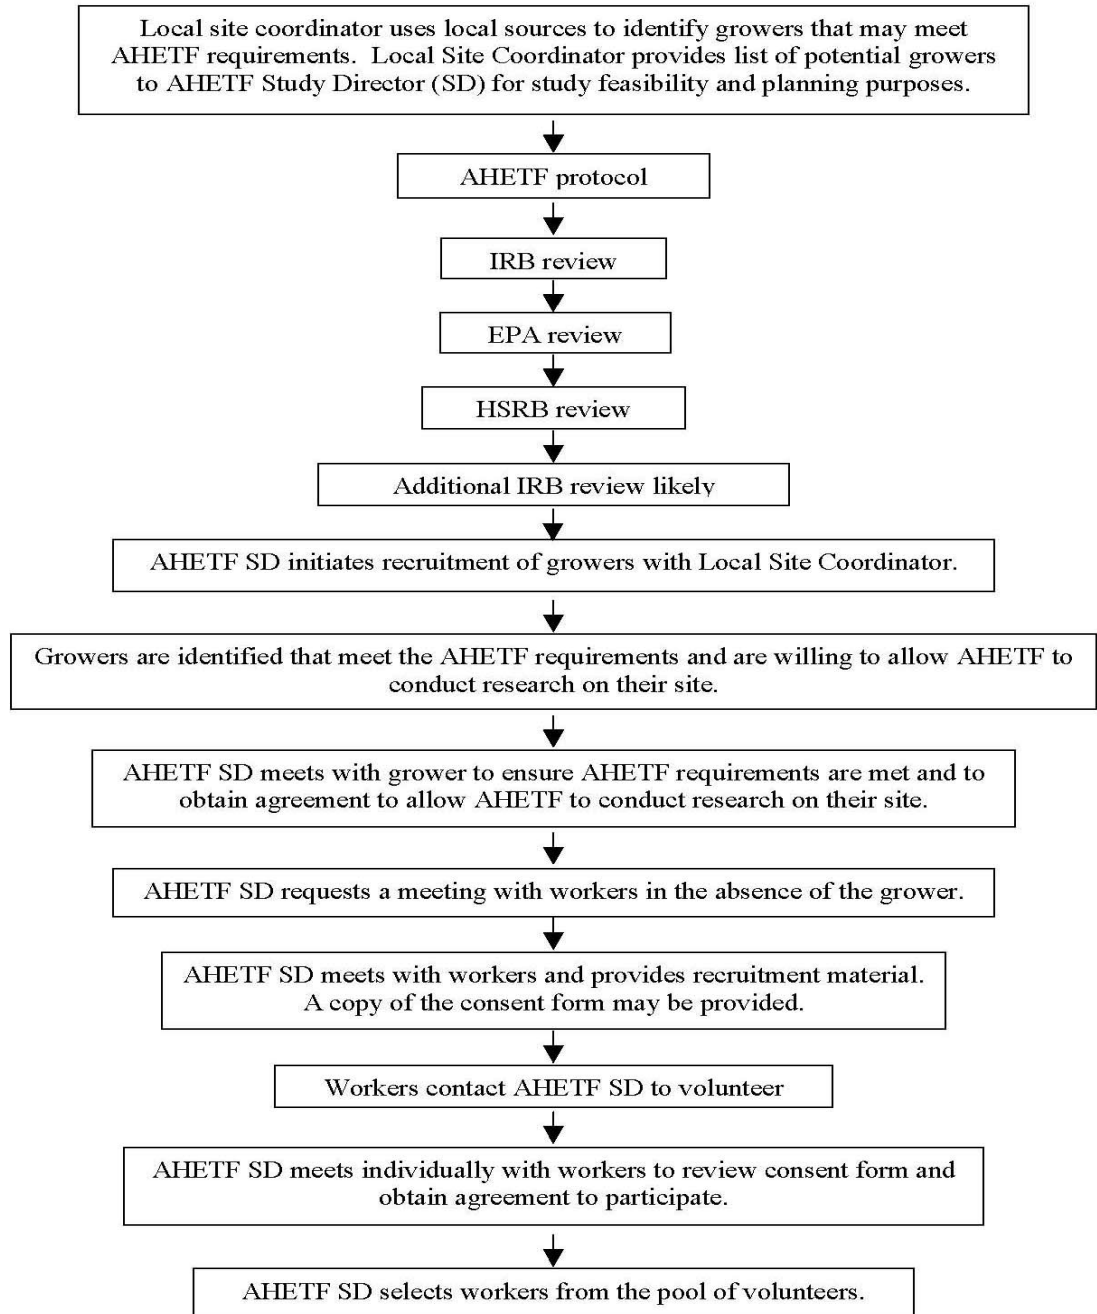 Local site coordinator uses local sources to identify growers that may meet
AHETF requirements. Local Site Coordinator provides list of potential growers
to AHETF Study Director (SD) for study feasibility and planning purposes.
AHETF protocol
IRB review
EPA review
HSRB review
Additional IRB review likely
AHETF SD initiates recruitment of growers with Local Site Coordinator.
Growers are identified that meet the AHETF requirements and are willing to allow AHETF to
conduct research on their site.
AHETF SD meets with grower to ensure AHETF requirements are met and to
obtain agreement to allow AHETF to conduct research on their site.
AHETF SD requests a meeting with workers in the absence of the grower.
AHETF SD meets with workers and provides recruitment material.
A copy of the consent form may be provided.
Workers contact AHETF SD to volunteer
AHETF SD meets individually with workers to review consent form and
obtain agreement to participate.
AHETF SD selects workers from the pool of volunteers.